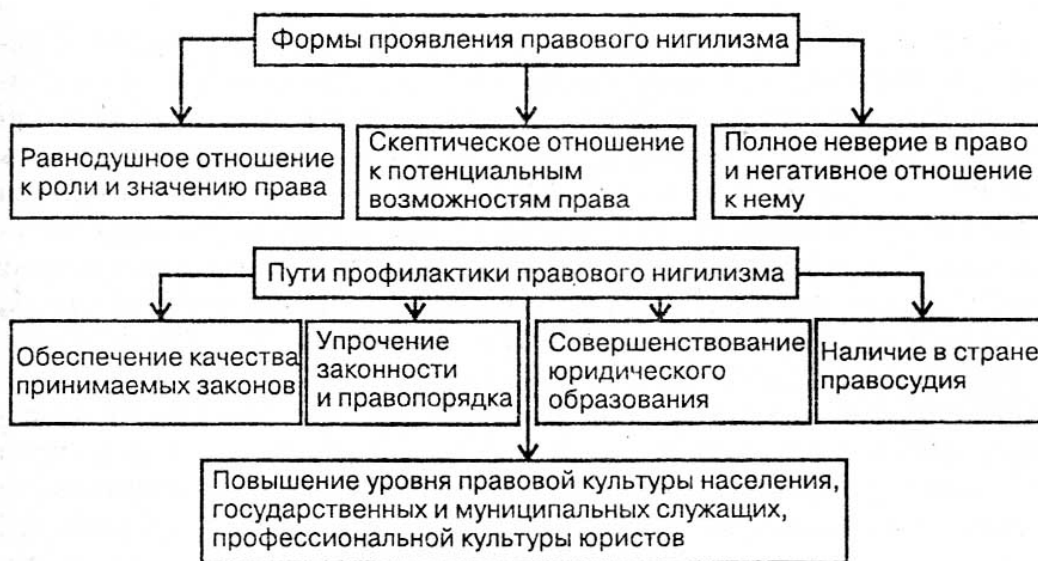 Формы проявления правового нигилизма
Равнодушное отношение
к роли и значению права
Скептическое отношение
к потенциальным
возможностям права
Полное неверие в право
и негативное отношение
к нему
Пути профилактики правового нигилизма
Обеспечение качества
принимаемых законов
Упрочение
законности
и правопорядка
Совершенствование
юридического
образования
Наличие в стране
правосудия
Повышение уровня правовой культуры населения,
государственных и муниципальных служащих,
профессиональной культуры юристов